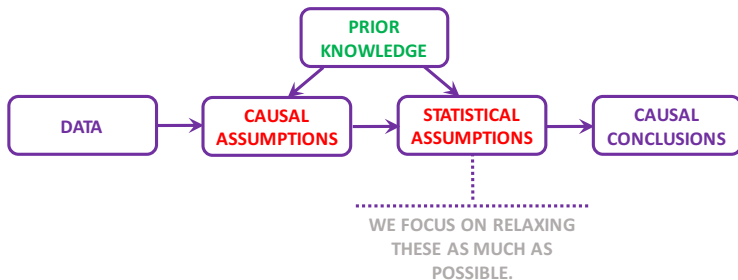 PRIOR
KNOWLEDGE
DATA
CAUSAL
ASSUMPTIONS
STATISTICAL
ASSUMPTIONS
CAUSAL
CONCLUSIONS
WE FOCUS ON RELAXING
THESE AS MUCH AS
POSSIBLE.